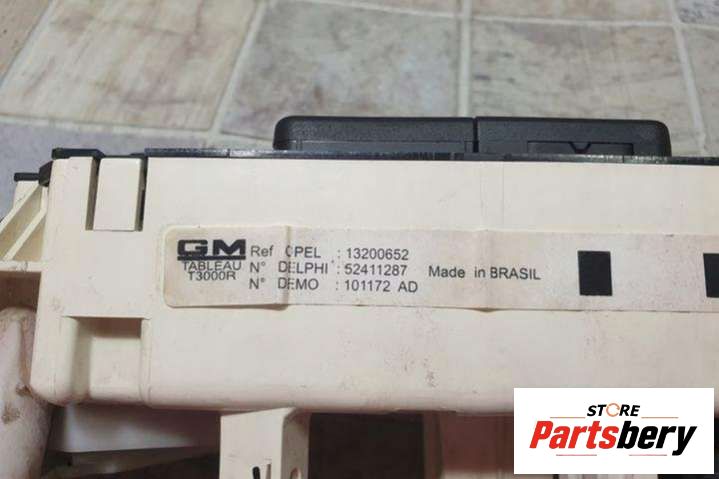 GM
TABLEAU
T3000R
Ref OPEL : 13200652
N° DELPHI : 52411287
N° DEMO : 101172 AD
Made in BRASIL
STORE
Partsbery